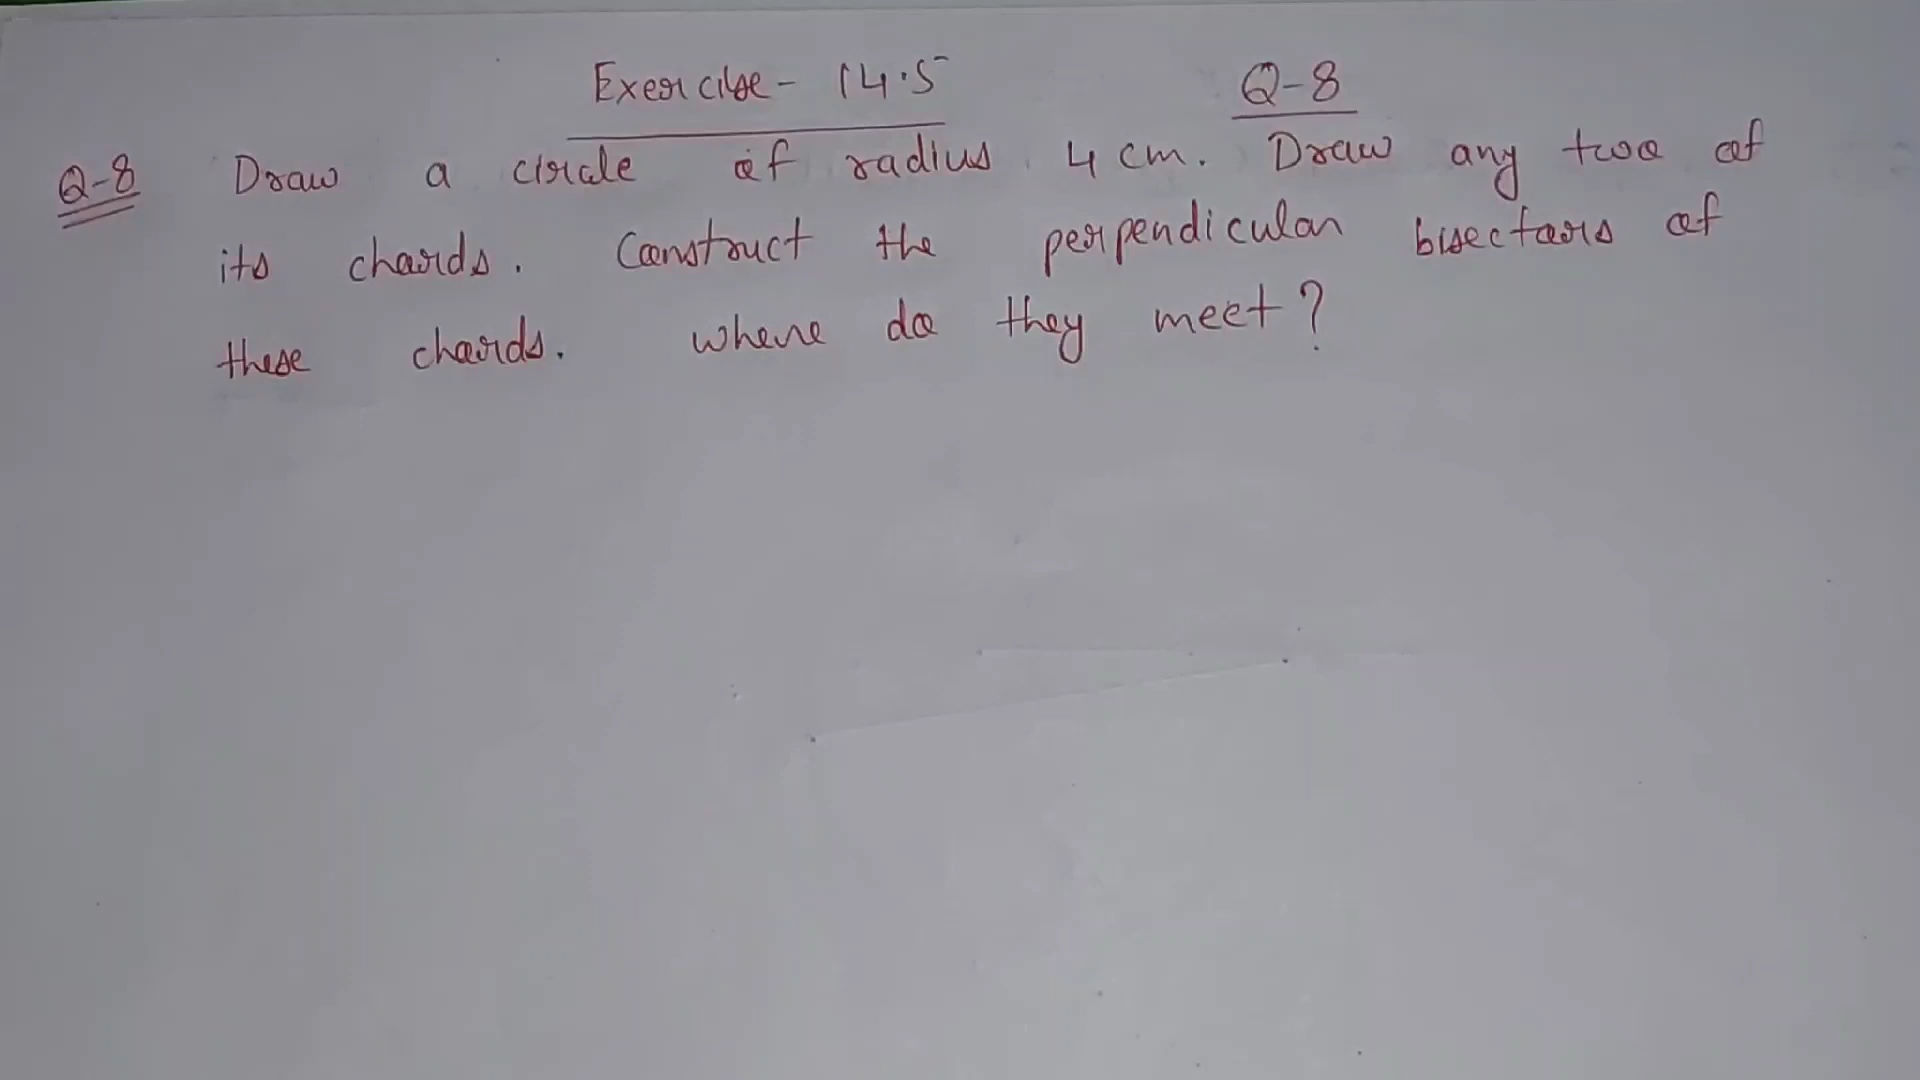 Exercise - 14.5 Q-8
Q-8 Draw a circle of radius 4 cm. Draw any two of
its chords. Construct the perpendicular bisectors of
these chords. where do they meet?